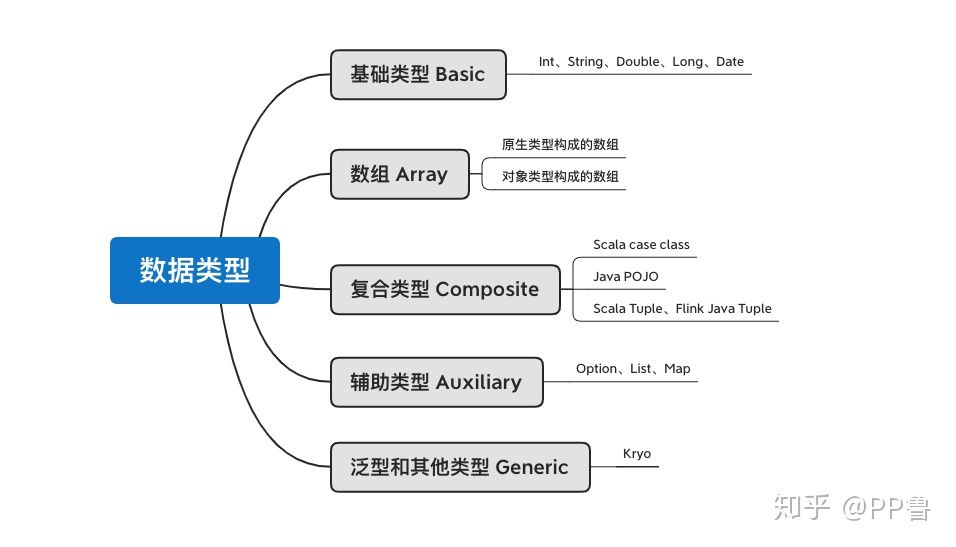 基础类型 Basic
Int、String、Double、Long、Date
原生类型构成的数组
数组 Array
对象类型构成的数组
Scala case class
数据类型
Java POJO
复合类型 Composite
Scala Tuple、Flink Java Tuple
辅助类型 Auxiliary
Option、List、Map
泛型和其他类型 Generic
Kryo
知乎 @PP鲁